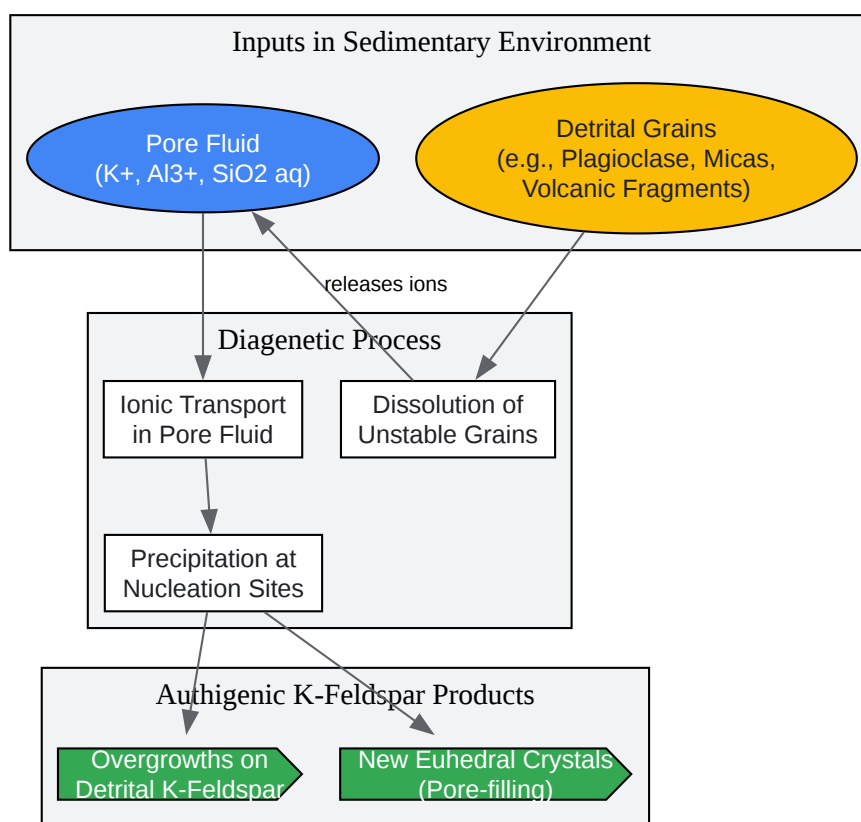 Inputs in Sedimentary Environment
Pore Fluid
(K+, Al3+, SiO2 aq)
Detrital Grains
(e.g., Plagioclase, Micas,
Volcanic Fragments)
releases ions
Diagenetic Process
Ionic Transport
in Pore Fluid
Dissolution of
Unstable Grains
Precipitation at
Nucleation Sites
Authigenic K-Feldspar Products
Overgrowths on
Detrital K-Feldspar
New Euhedral Crystals
(Pore-filling)